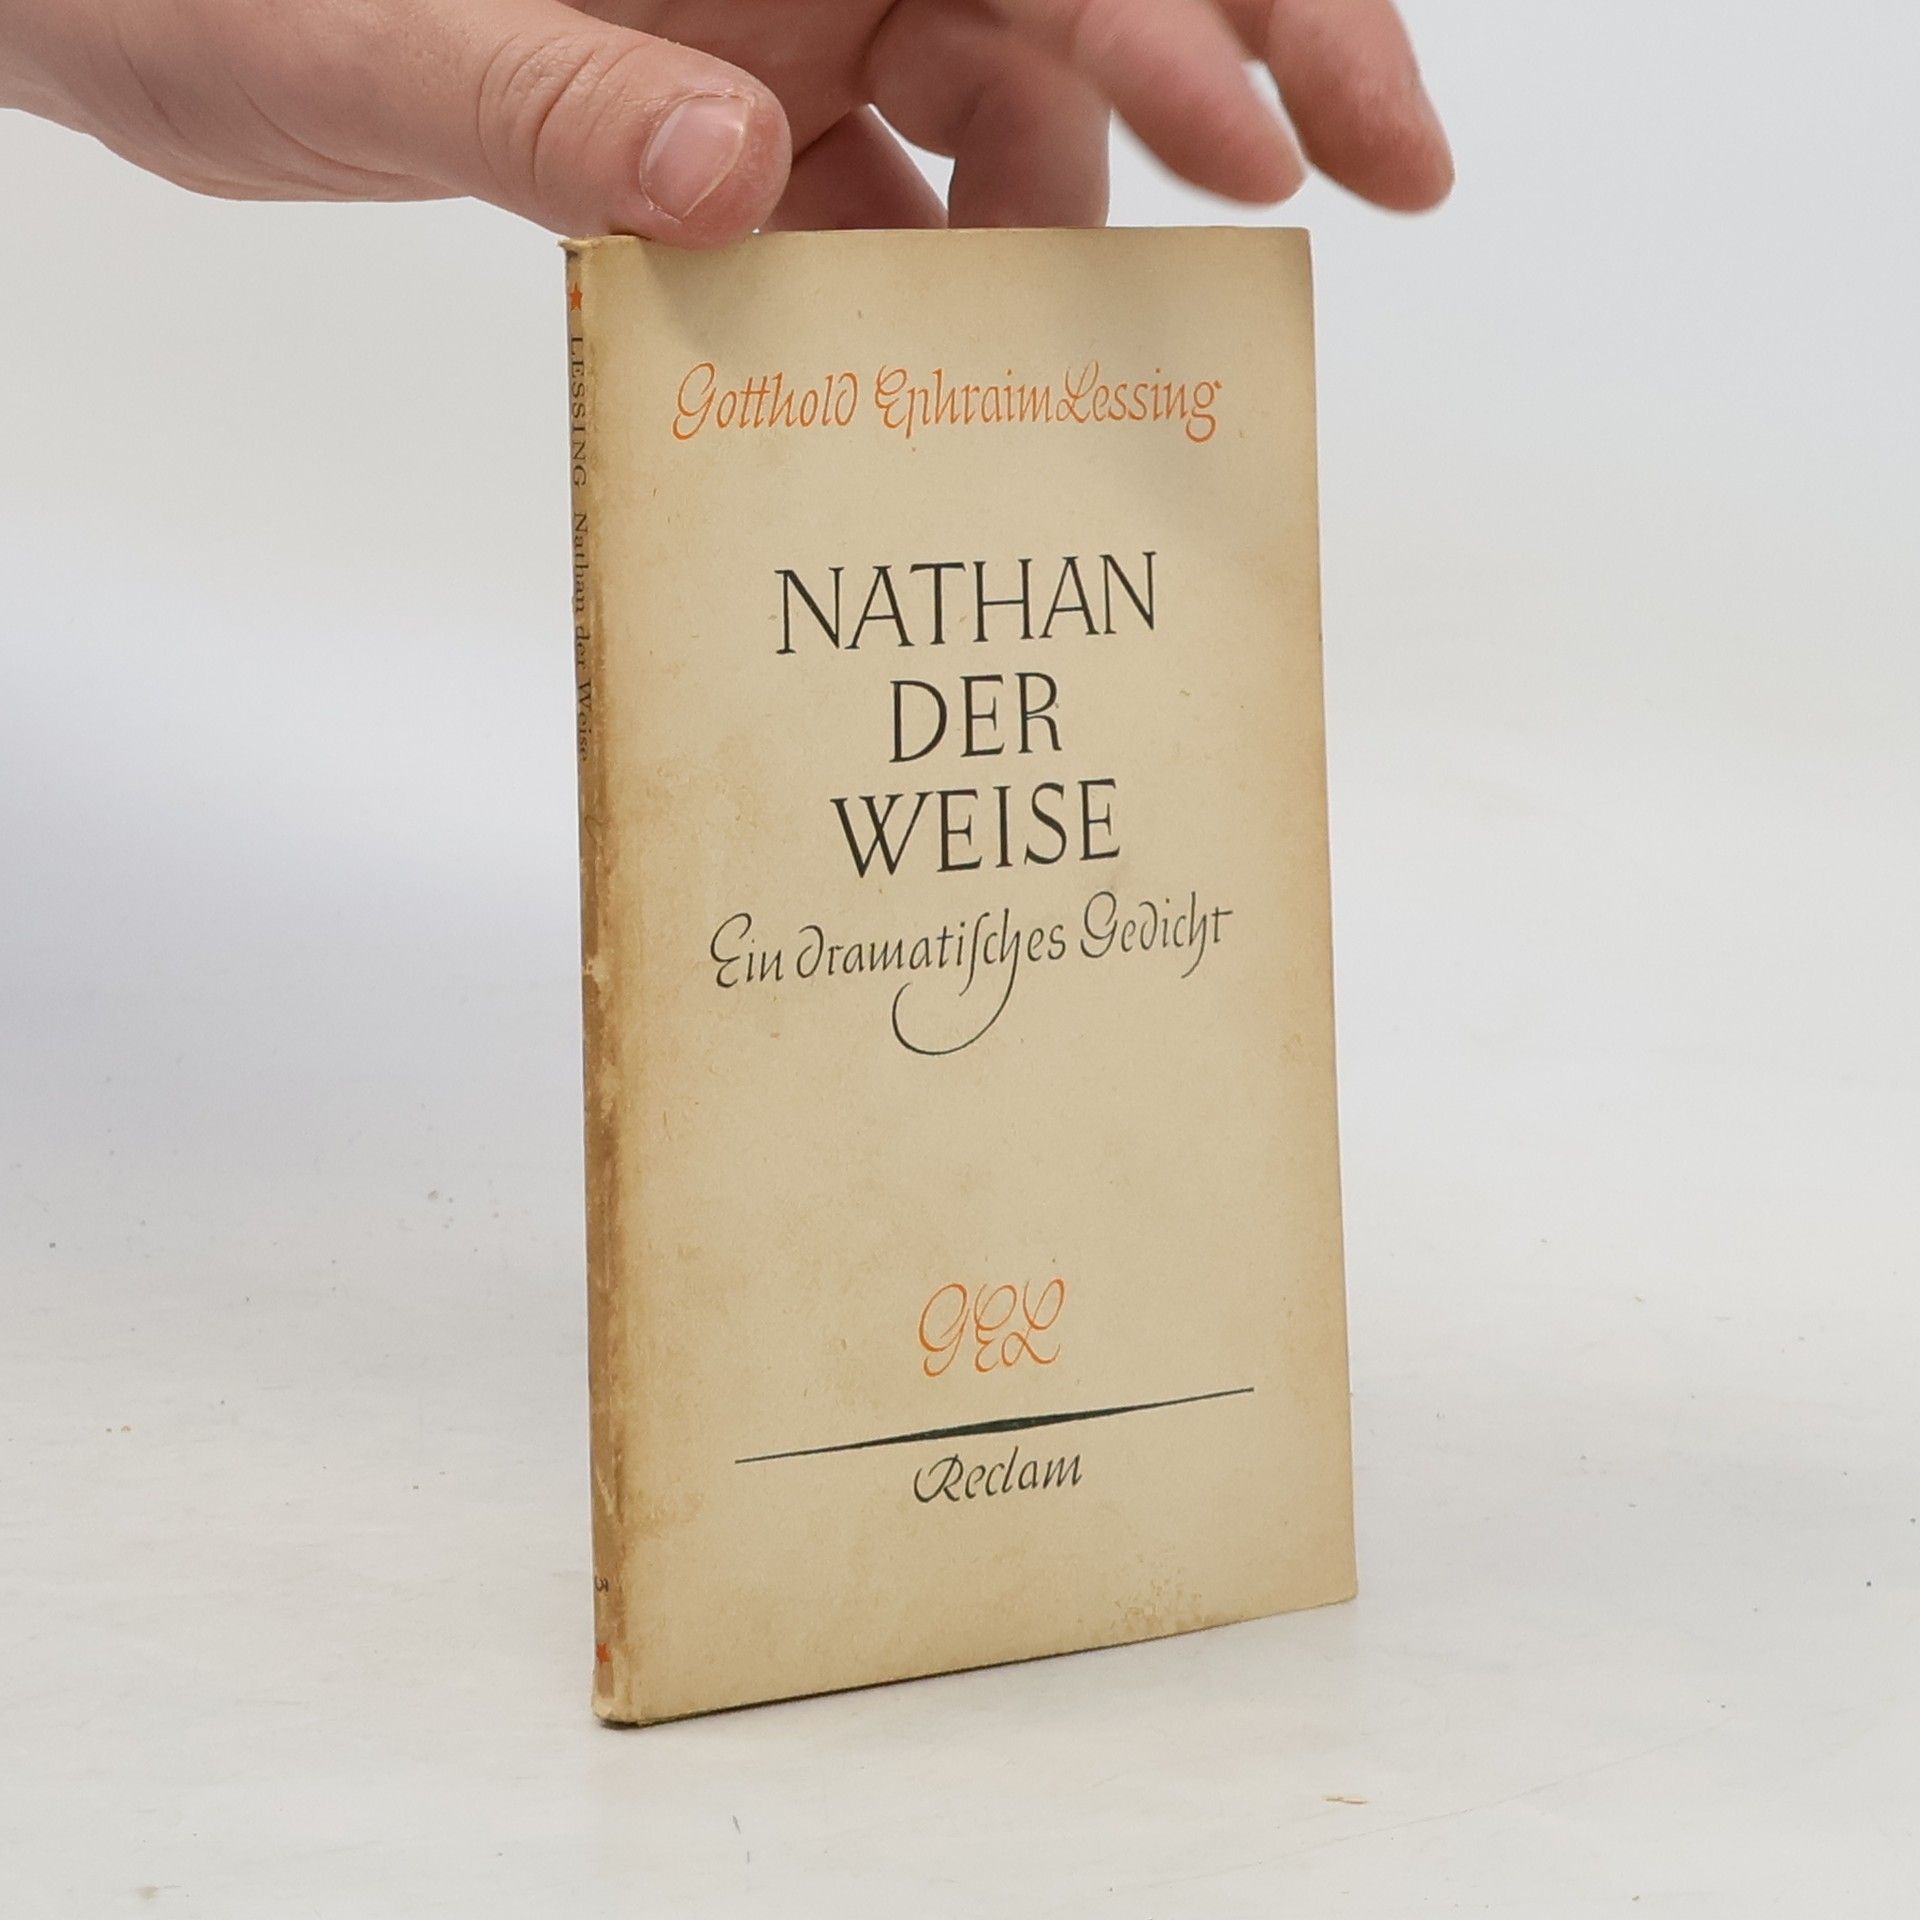 Gotthold Ephraim Lessing
NATHAN
DER
WEISE
Ein dramatiſches Gedicht
GEL
Reclam
LESSING Nathan der Weise
3